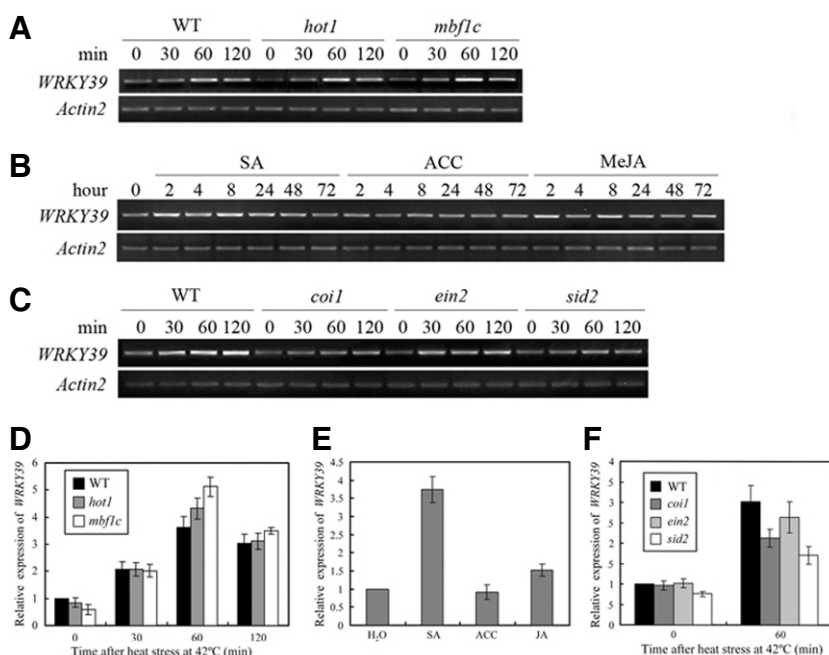 A
WT hot1 mbf1c
min 0 30 60 120 0 30 60 120 0 30 60 120
WRKY39
Actin2
B
SA ACC MeJA
hour 0 2 4 8 24 48 72 2 4 8 24 48 72 2 4 8 24 48 72
WRKY39
Actin2
C
WT coi1 ein2 sid2
min 0 30 60 120 0 30 60 120 0 30 60 120 0 30 60 120
WRKY39
Actin2
D
Relative expression of WRKY39
6
5
4
3
2
1
0
WT
hot1
mbf1c
0 30 60 120
Time after heat stress at 42°C (min)
E
Relative expression of WRKY39
4.5
4
3.5
3
2.5
2
1.5
1
0.5
0
H₂O SA ACC JA
F
Relative expression of WRKY39
4
3
.5
2
.5
1
.5
0
WT
coi1
ein2
sid2
0 60
Time after heat stress at 42°C (min)